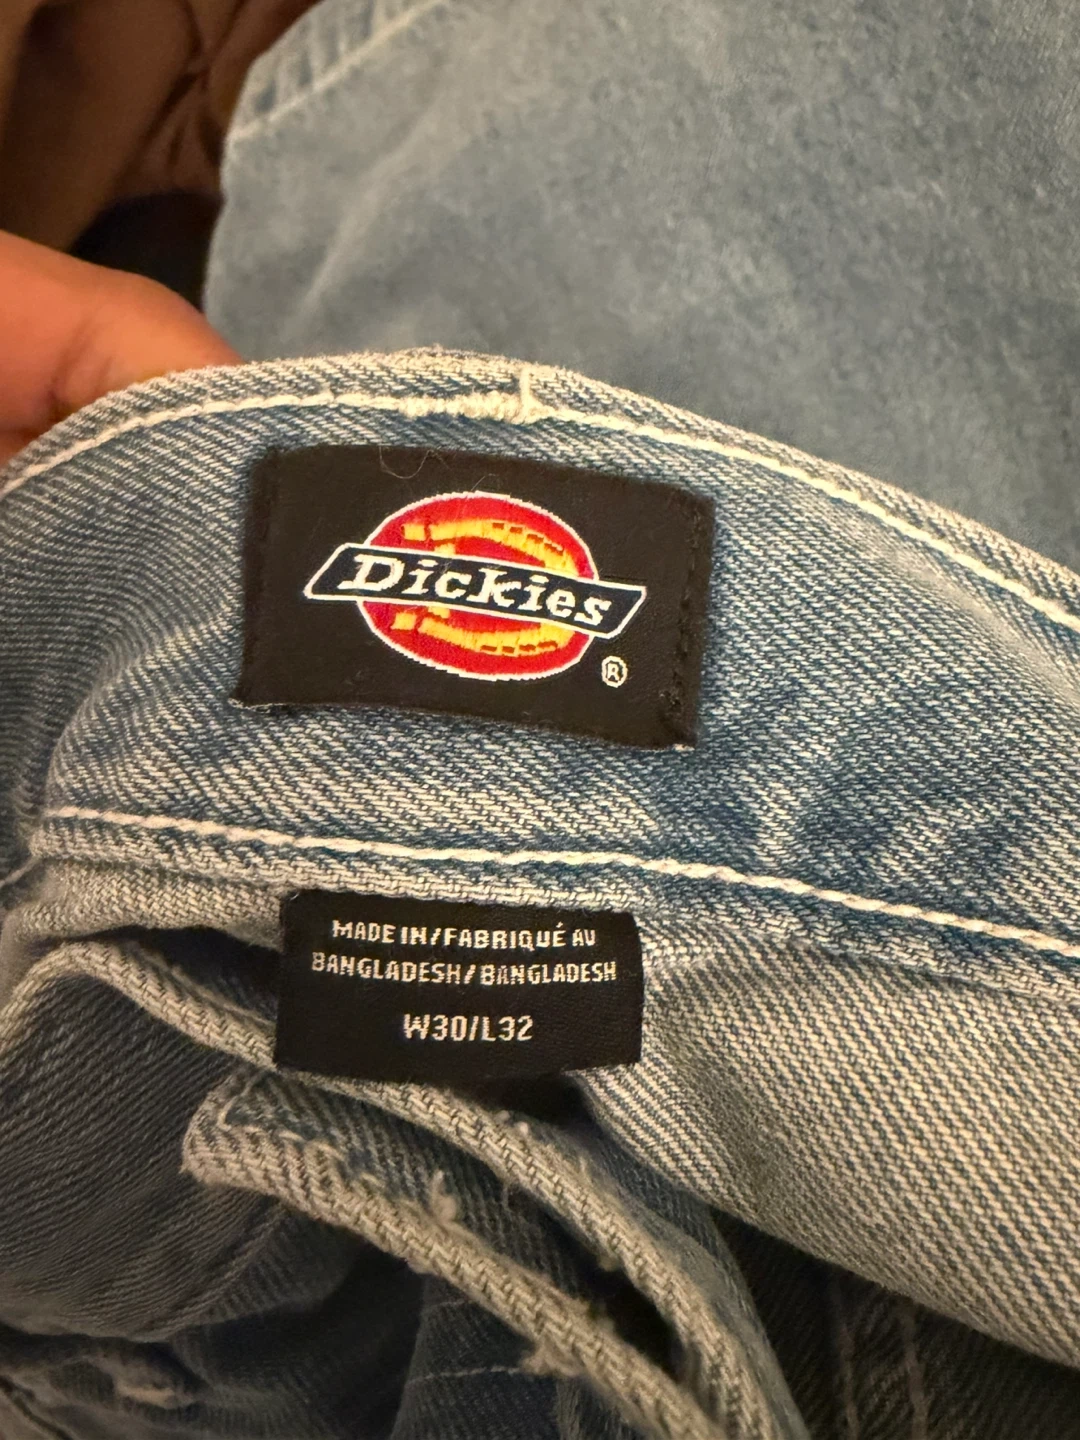 Dickies
®
MADE IN/FABRIQUÉ AU
BANGLADESH/BANGLADESH
W30/L32